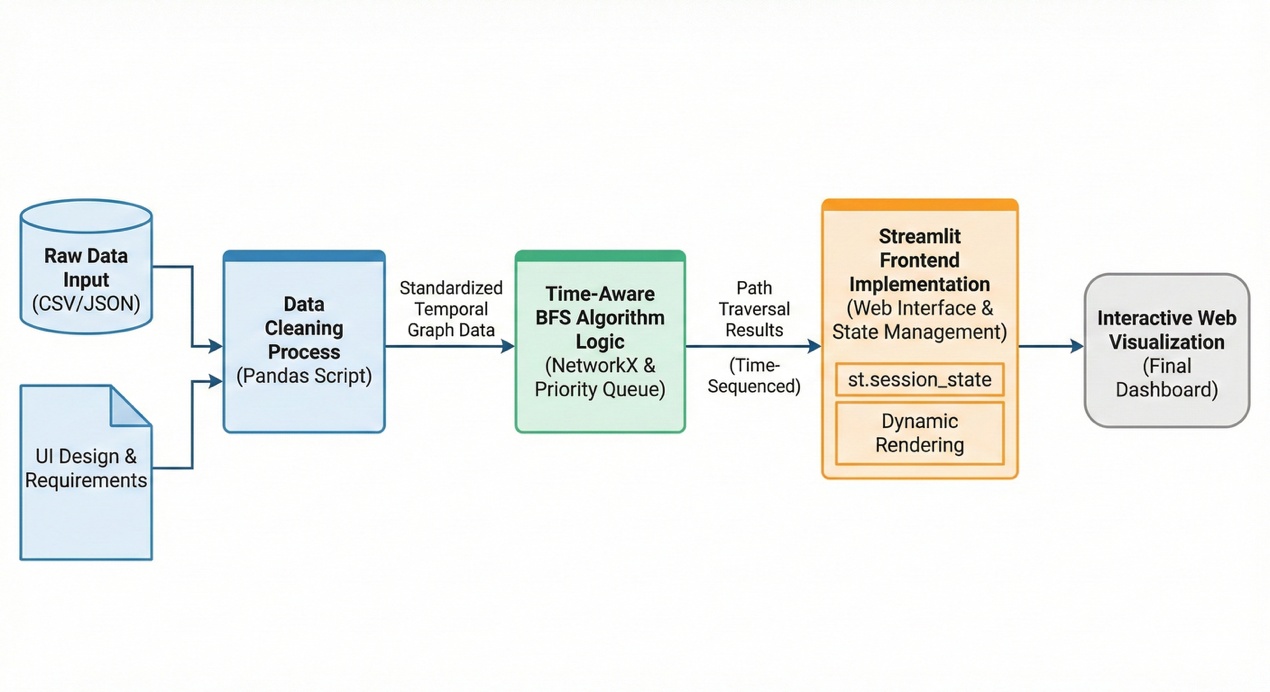 Raw Data
Input
(CSV/JSON)
UI Design &
Requirements
Data
Cleaning
Process
(Pandas Script)
Standardized
Temporal
Graph Data
Time-Aware
BFS Algorithm
Logic
(NetworkX &
Priority Queue)
Path
Traversal
Results
(Time-
Sequenced)
Streamlit
Frontend
Implementation
(Web Interface &
State Management)
st.session_state
Dynamic
Rendering
Interactive Web
Visualization
(Final
Dashboard)